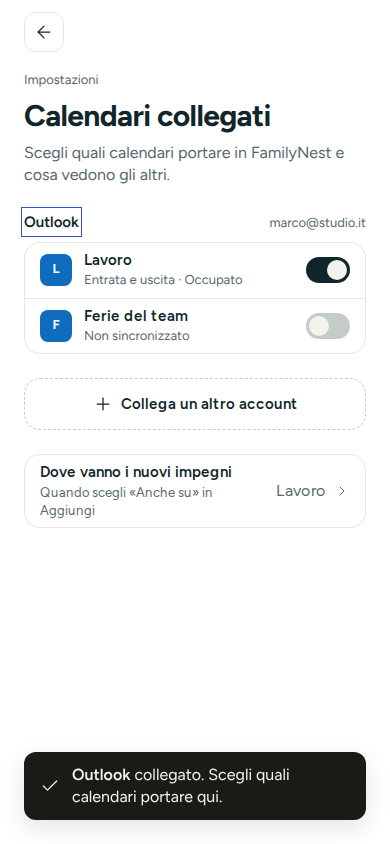 Impostazioni
Calendari collegati
Scegli quali calendari portare in FamilyNest e
cosa vedono gli altri.
Outlook
marco@studio.it
L
Lavoro
Entrata e uscita · Occupato
F
Ferie del team
Non sincronizzato
Collega un altro account
Dove vanno i nuovi impegni
Quando scegli «Anche su» in
Aggiungi
Lavoro
Outlook collegato. Scegli quali
calendari portare qui.